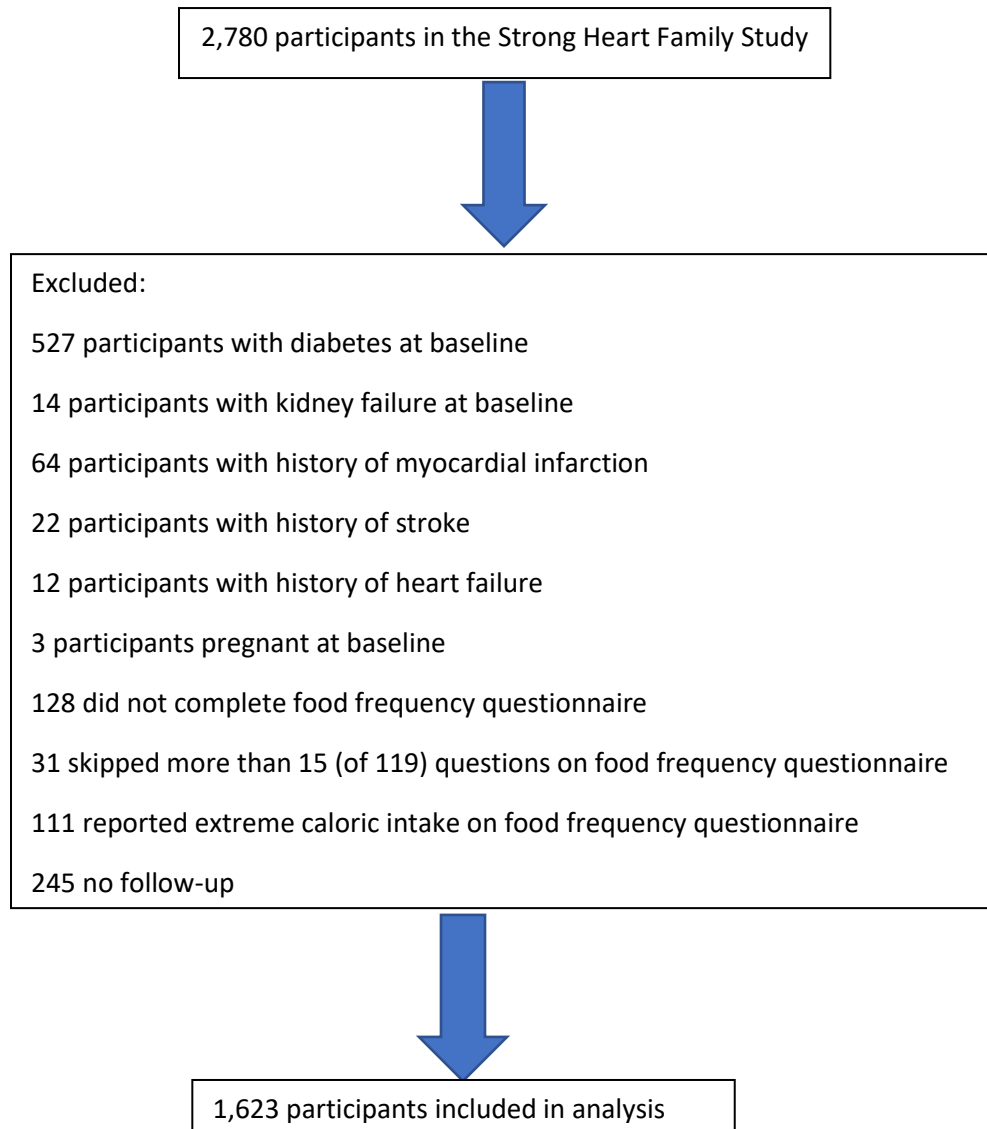 2,780 participants in the Strong Heart Family Study
Excluded:
527 participants with diabetes at baseline
14 participants with kidney failure at baseline
64 participants with history of myocardial infarction
22 participants with history of stroke
12 participants with history of heart failure
3 participants pregnant at baseline
128 did not complete food frequency questionnaire
31 skipped more than 15 (of 119) questions on food frequency questionnaire
111 reported extreme caloric intake on food frequency questionnaire
245 no follow-up
1,623 participants included in analysis